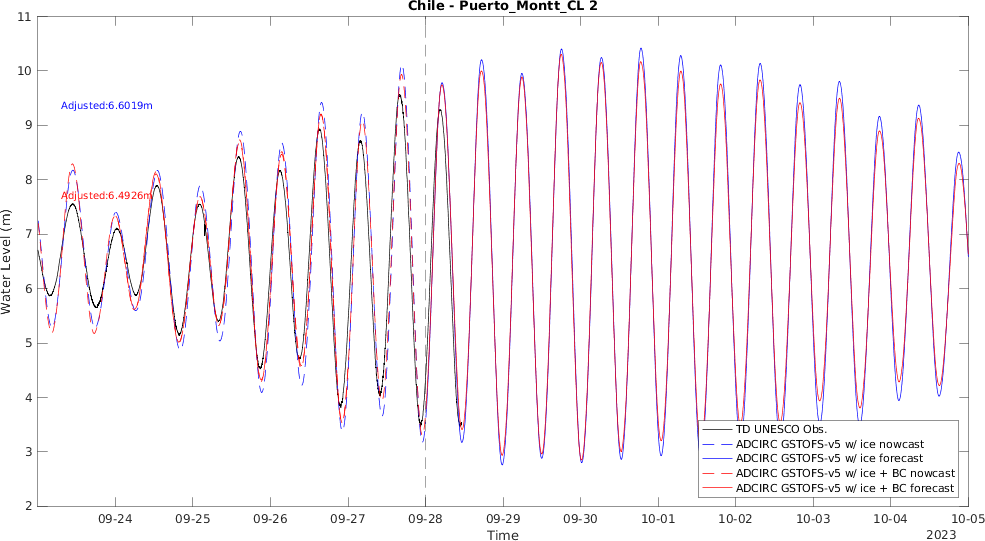 Chile - Puerto_Montt_CL 2
11
10
9
8
7
6
5
4
3
2
Water Level (m)
Adjusted:6.6019m
Adjusted:6.4926m
TD UNESCO Obs.
ADCIRC GSTOFS-v5 w/ ice nowcast
ADCIRC GSTOFS-v5 w/ ice forecast
ADCIRC GSTOFS-v5 w/ ice + BC nowcast
ADCIRC GSTOFS-v5 w/ ice + BC forecast
09-24 09-25 09-26 09-27 09-28 09-29 09-30 10-01 10-02 10-03 10-04 10-05
Time
2023